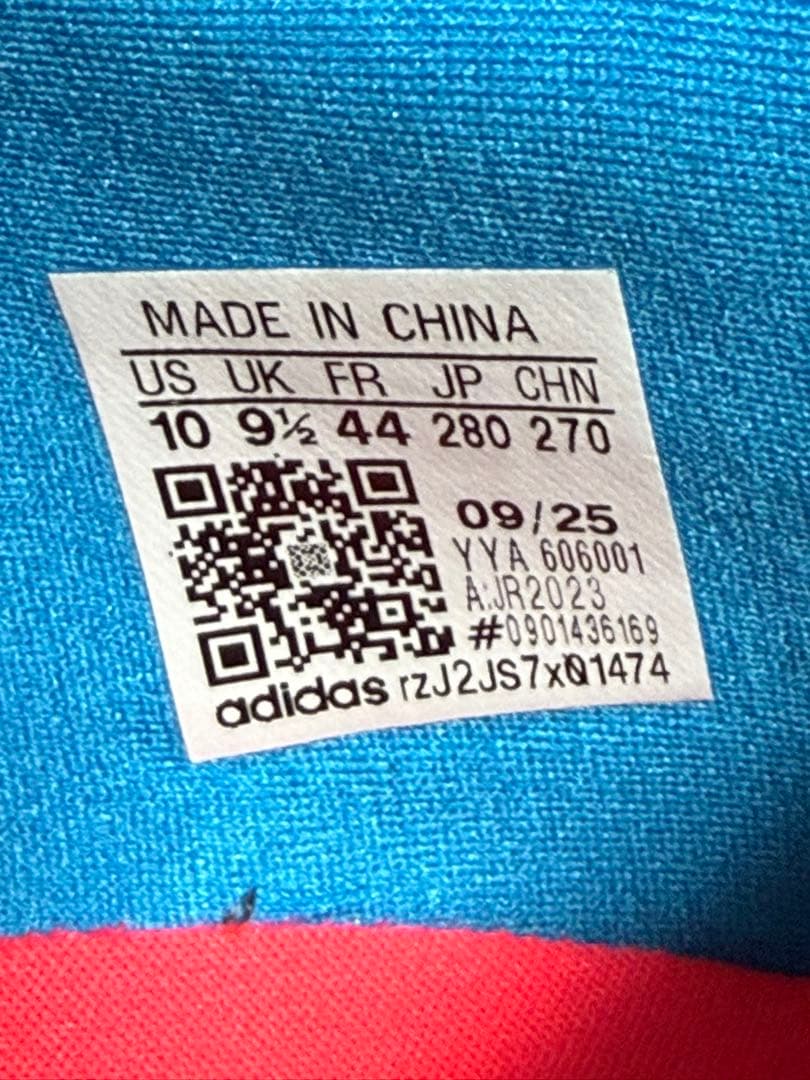 MADE IN CHINA
US UK FR JP CHN
10 9½ 44 280 270
09/25
YYA 606001
A:JR2023
#0901436169
adidas rzJ2JS7x01474